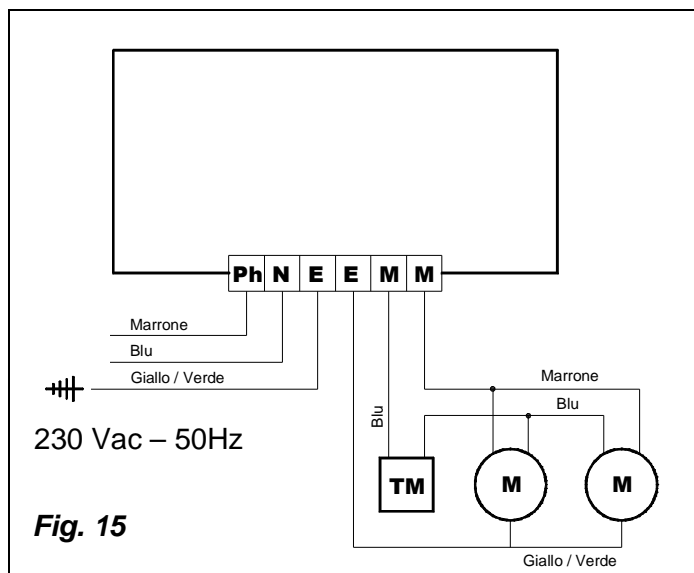 Ph N E E M M
Marrone
Blu
Giallo / Verde
230 Vac – 50Hz
Marrone
Blu
Blu
TM
M
M
Giallo / Verde
Fig. 15